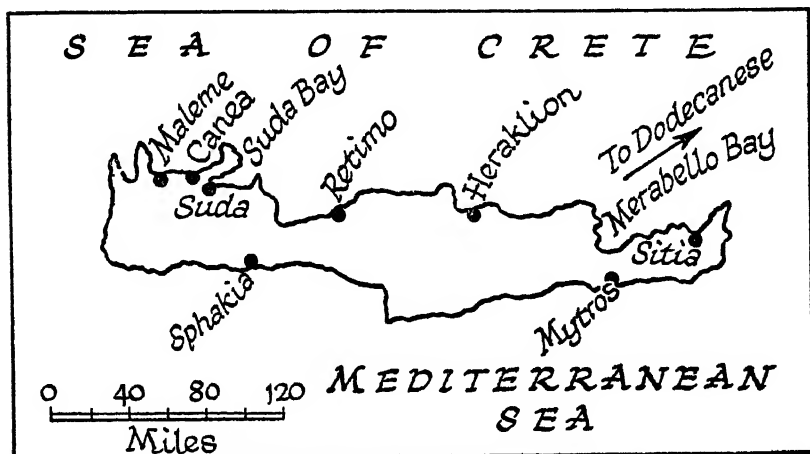 SEA OF CRETE
Maleme
Canea
Suda Bay
Retimo
Heraklion
To Dodecanese
Merabello Bay
Suda
Sitia
Sphakia
Mytros
MEDITERRANEAN
SEA
0 40 80 120
Miles